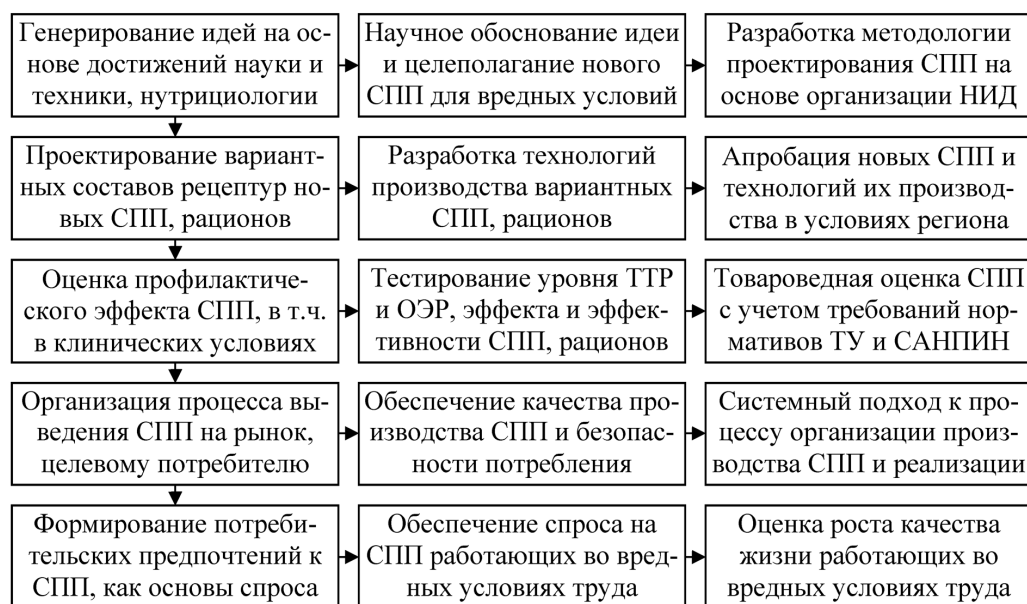 Генерирование идей на ос-
нове достижений науки и
техники, нутрициологии
Научное обоснование идеи
и целеполагание нового
СПП для вредных условий
Разработка методологии
проектирования СПП на
основе организации НИД
Проектирование вариант-
ных составов рецептур но-
вых СПП, рационов
Разработка технологий
производства вариантных
СПП, рационов
Апробация новых СПП и
технологий их производ-
ства в условиях региона
Оценка профилактиче-
ского эффекта СПП, в т.ч.
в клинических условиях
Тестирование уровня ТТР
и ОЭР, эффекта и эффек-
тивности СПП, рационов
Товароведная оценка СПП
с учетом требований нор-
мативов ТУ и САНПИН
Организация процесса вы-
ведения СПП на рынок,
целевому потребителю
Обеспечение качества про-
изводства СПП и безопас-
ности потребления
Системный подход к про-
цессу организации произ-
водства СПП и реализации
Формирование потреби-
тельских предпочтений к
СПП, как основы спроса
Обеспечение спроса на
СПП работающих во вред-
ных условиях труда
Оценка роста качества
жизни работающих во
вредных условиях труда